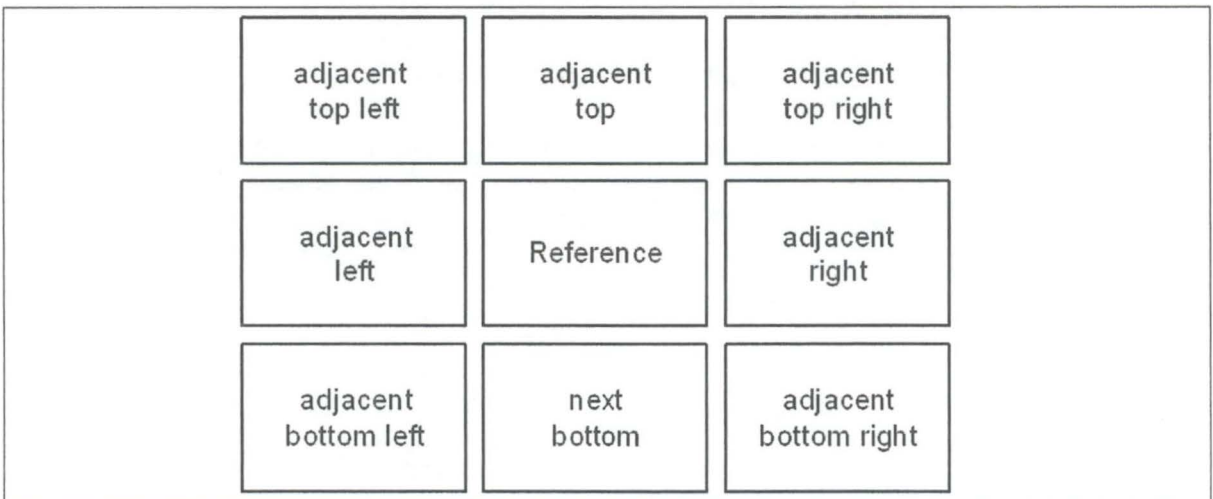 adjacent
top left
adjacent
top
adjacent
top right
adjacent
left
Reference
adjacent
right
adjacent
bottom left
next
bottom
adjacent
bottom right